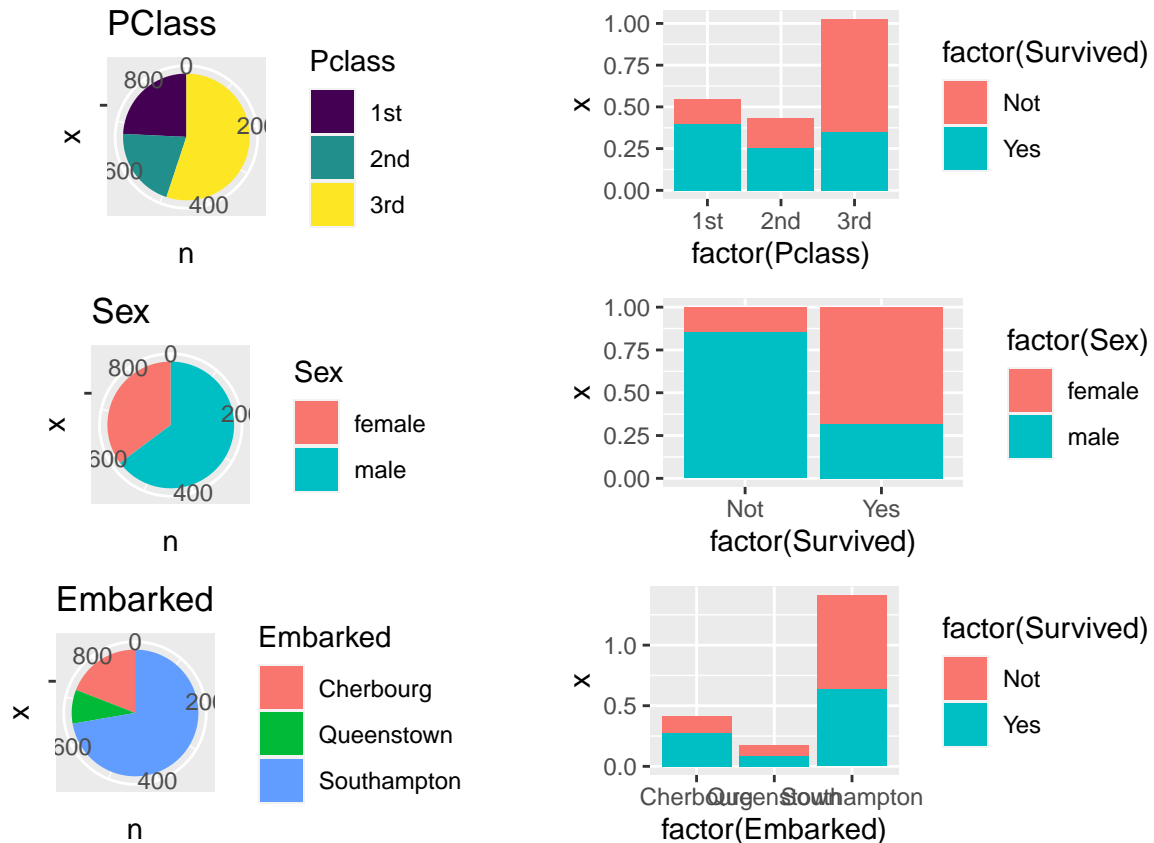 PClass
0
800
200
600
400
x
n
Pclass
1st
2nd
3rd
1.00
0.75
0.50
0.25
0.00
x
1st 2nd 3rd
factor(Pclass)
factor(Survived)
Not
Yes
Sex
0
800
200
600
400
x
n
Sex
female
male
1.00
0.75
0.50
0.25
0.00
x
Not Yes
factor(Survived)
factor(Sex)
female
male
Embarked
0
800
200
600
400
x
n
Embarked
Cherbourg
Queenstown
Southampton
1.0
0.5
0.0
x
Cherbourg Queenstown Southampton
factor(Embarked)
factor(Survived)
Not
Yes